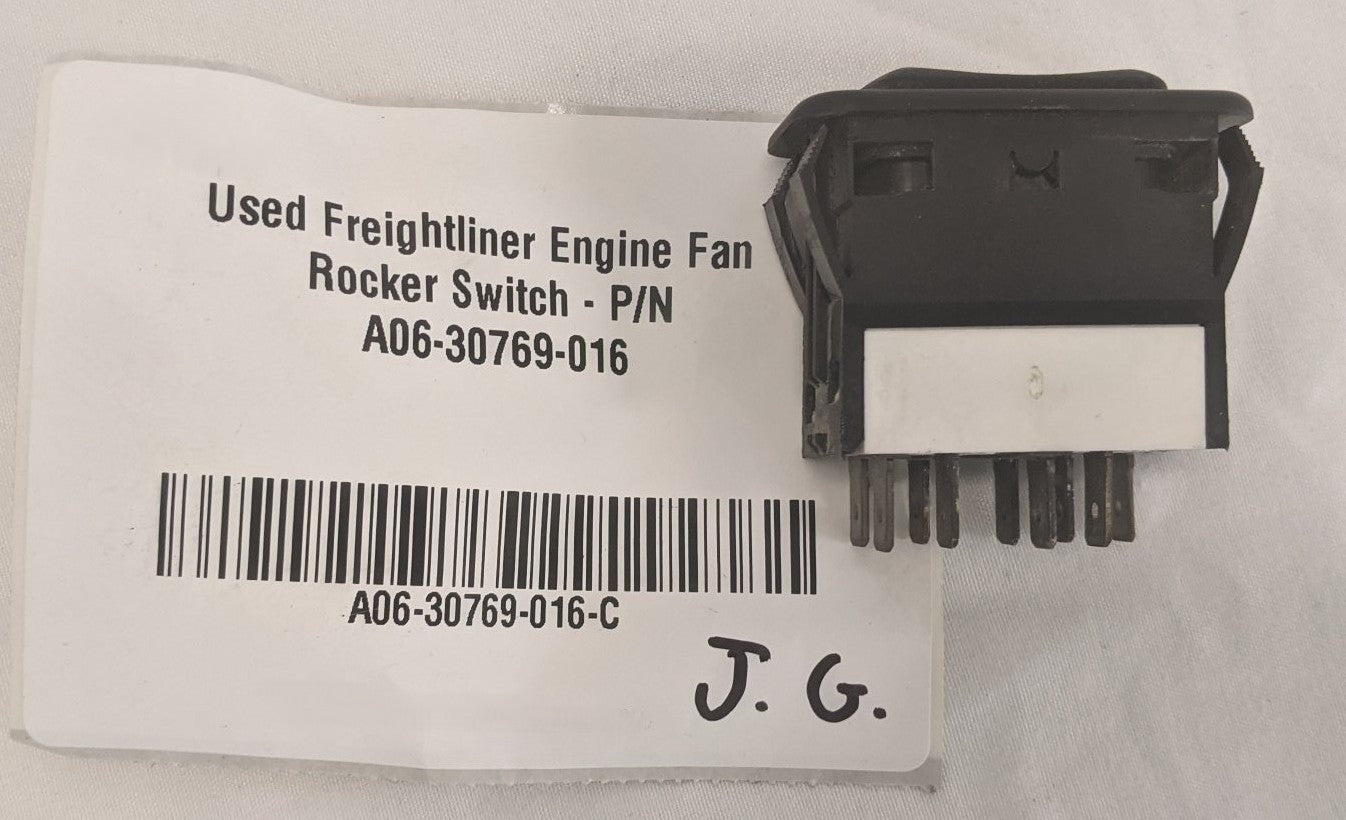 Used Freightliner Engine Fan
Rocker Switch - P/N
A06-30769-016
A06-30769-016-C
J. G.